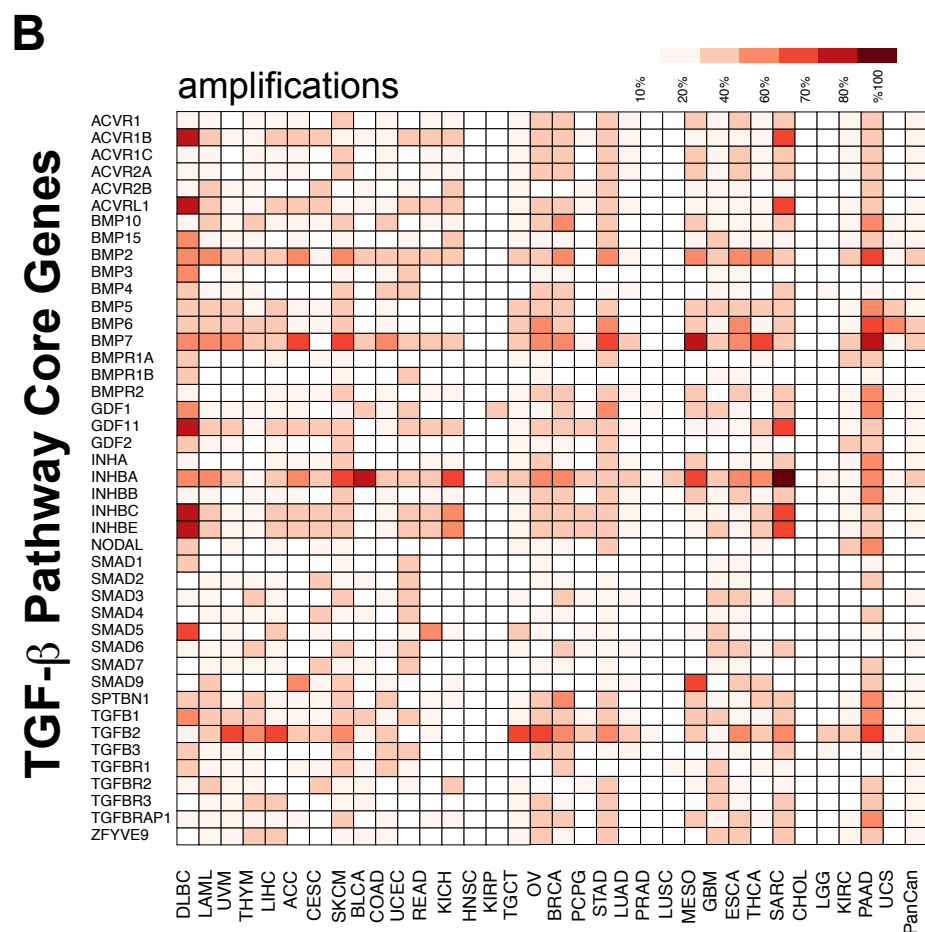 B
amplifications
10%
20%
40%
60%
70%
80%
%100
TGF-β Pathway Core Genes
ACVR1
ACVR1B
ACVR1C
ACVR2A
ACVR2B
ACVRL1
BMP10
BMP15
BMP2
BMP3
BMP4
BMP5
BMP6
BMP7
BMPR1A
BMPR1B
BMPR2
GDF1
GDF11
GDF2
INHA
INHBA
INHBB
INHBC
INHBE
NODAL
SMAD1
SMAD2
SMAD3
SMAD4
SMAD5
SMAD6
SMAD7
SMAD9
SPTBN1
TGFB1
TGFB2
TGFB3
TGFBR1
TGFBR2
TGFBR3
TGFBRAP1
ZFYVE9
DLBC
LAML
UVM
THYM
LIHC
ACC
CESC
SKCM
BLCA
COAD
UCEC
READ
KICH
HNSC
KIRP
TGCT
OV
BRCA
PCPG
STAD
LUAD
PRAD
LUSC
MESO
GBM
ESCA
THCA
SARC
CHOL
LGG
KIRC
PAAD
UCS
PanCan